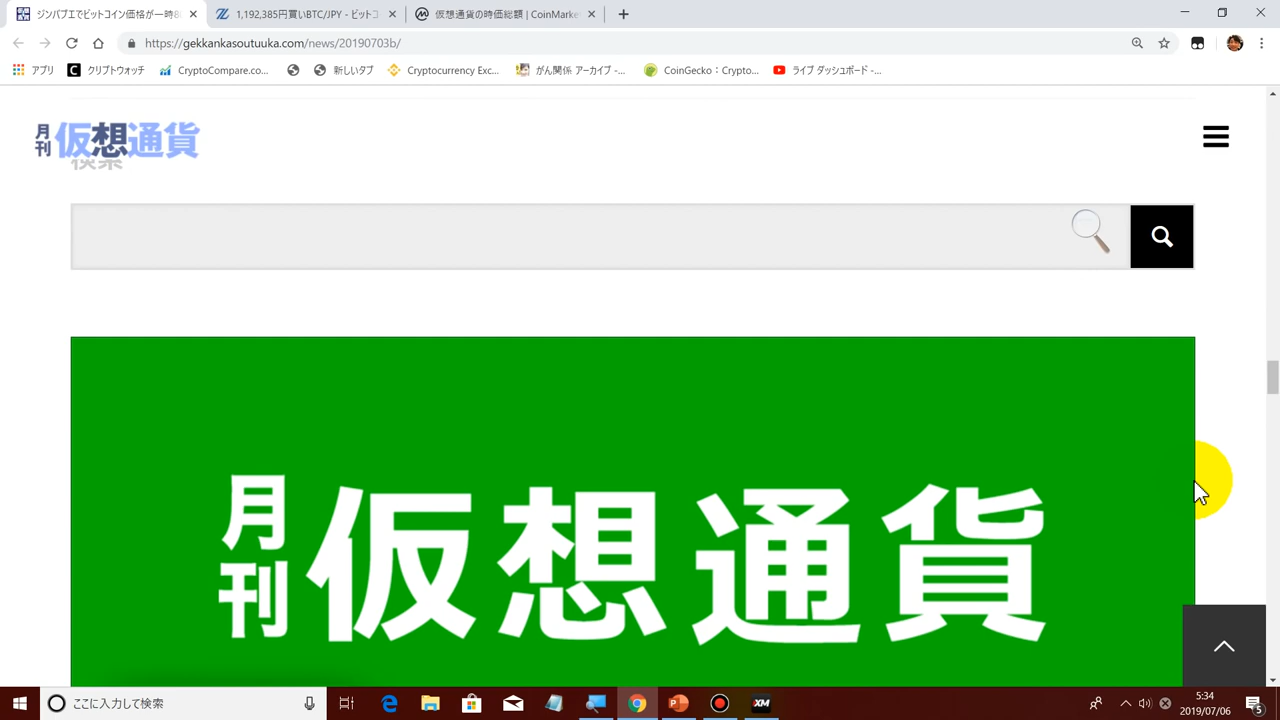 ジンバブエでビットコイン価格が一時8
1,192,385円買いBTC/JPY - ビットコ
仮想通貨の時価総額 | CoinMarke
https://gekkankasoutuuka.com/news/20190703b/
アプリ
クリプトウォッチ
CryptoCompare.co...
新しいタブ
Cryptocurrency Exc...
がん関係 アーカイブ -...
CoinGecko：Crypto...
ライブ ダッシュボード -...
月刊仮想通貨
検索
月刊仮想通貨
ここに入力して検索
XM
5:34
2019/07/06
5